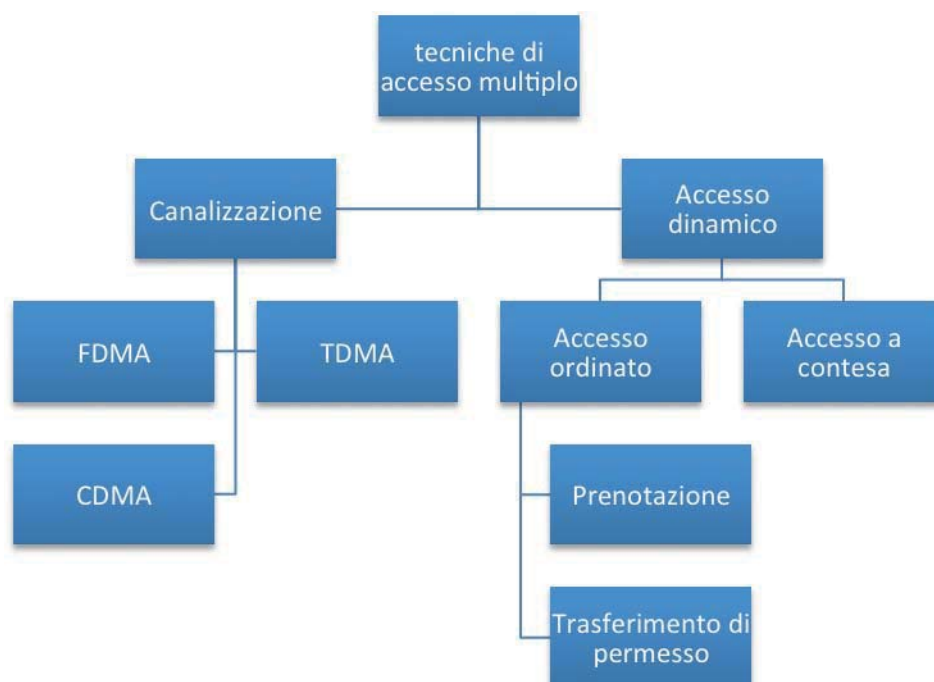 tecniche di
accesso multiplo
Canalizzazione
Accesso
dinamico
FDMA
TDMA
Accesso
ordinato
Accesso a
contesa
CDMA
Prenotazione
Trasferimento di
permesso